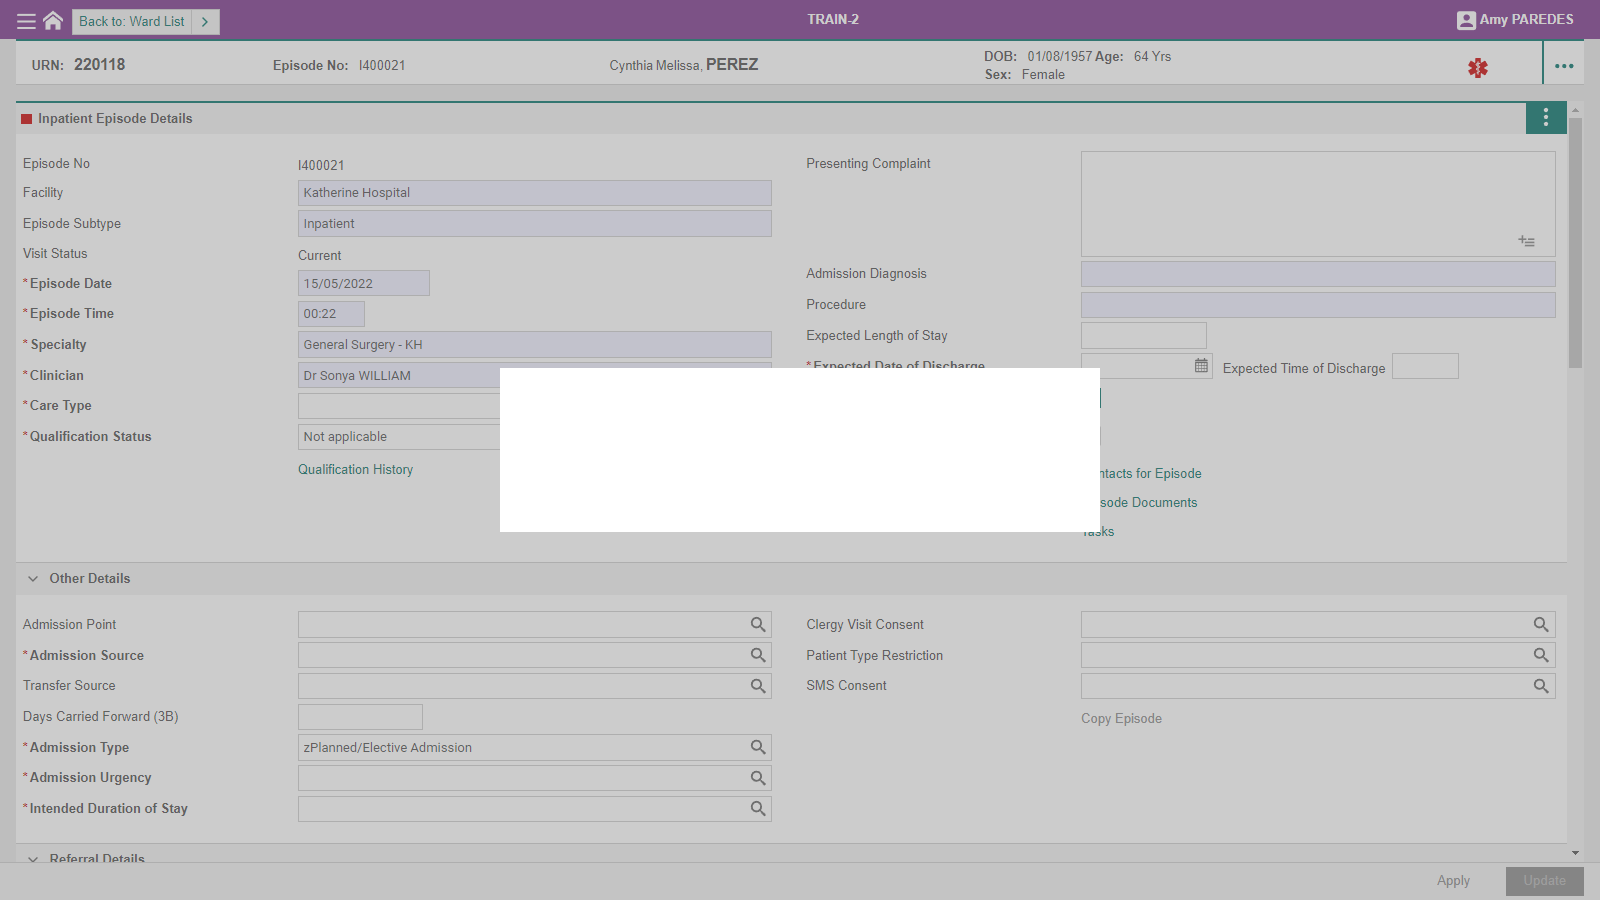 Back to: Ward List
TRAIN-2
Amy PAREDES
URN: 220118
Episode No: I400021
Cynthia Melissa, PEREZ
DOB: 01/08/1957 Age: 64 Yrs
Sex: Female
Inpatient Episode Details
Episode No I400021
Facility Katherine Hospital
Episode Subtype Inpatient
Visit Status Current
*Episode Date 15/05/2022
*Episode Time 00:22
*Specialty General Surgery - KH
*Clinician Dr Sonya WILLIAM
*Care Type
*Qualification Status Not applicable
Qualification History
Presenting Complaint
Admission Diagnosis
Procedure
Expected Length of Stay
*Expected Date of Discharge
Expected Time of Discharge
for Episode
Documents
Tasks
Other Details
Admission Point
*Admission Source
Transfer Source
Days Carried Forward (3B)
*Admission Type zPlanned/Elective Admission
*Admission Urgency
*Intended Duration of Stay
Clergy Visit Consent
Patient Type Restriction
SMS Consent
Copy Episode
Referral Details
Apply
Update